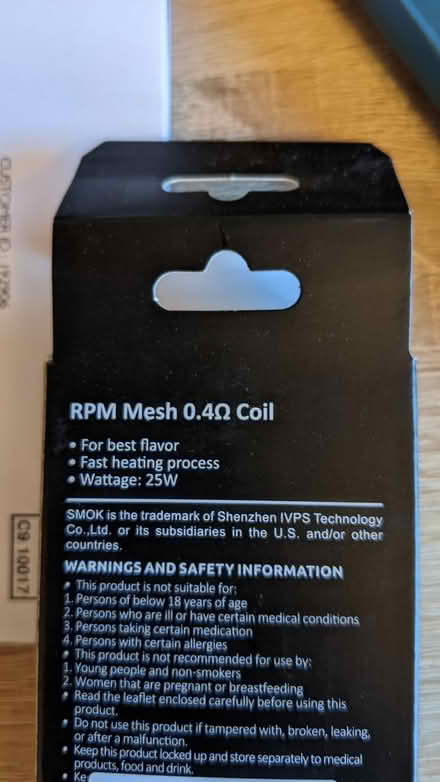 RPM Mesh 0.4Ω Coil
• For best flavor
• Fast heating process
• Wattage: 25W
SMOK is the trademark of Shenzhen IVPS Technology
Co.,Ltd. or its subsidiaries in the U.S. and/or other
countries.
WARNINGS AND SAFETY INFORMATION
• This product is not suitable for:
1. Persons of below 18 years of age
2. Persons who are ill or have certain medical conditions
3. Persons taking certain medication
4. Persons with certain allergies
• This product is not recommended for use by:
1. Young people and non-smokers
2. Women that are pregnant or breastfeeding
• Read the leaflet enclosed carefully before using this
product.
• Do not use this product if tampered with, broken, leaking,
or after a malfunction.
• Keep this product locked up and store separately to medical
products, food and drink.
CUSTOMER ID :
C9 10017